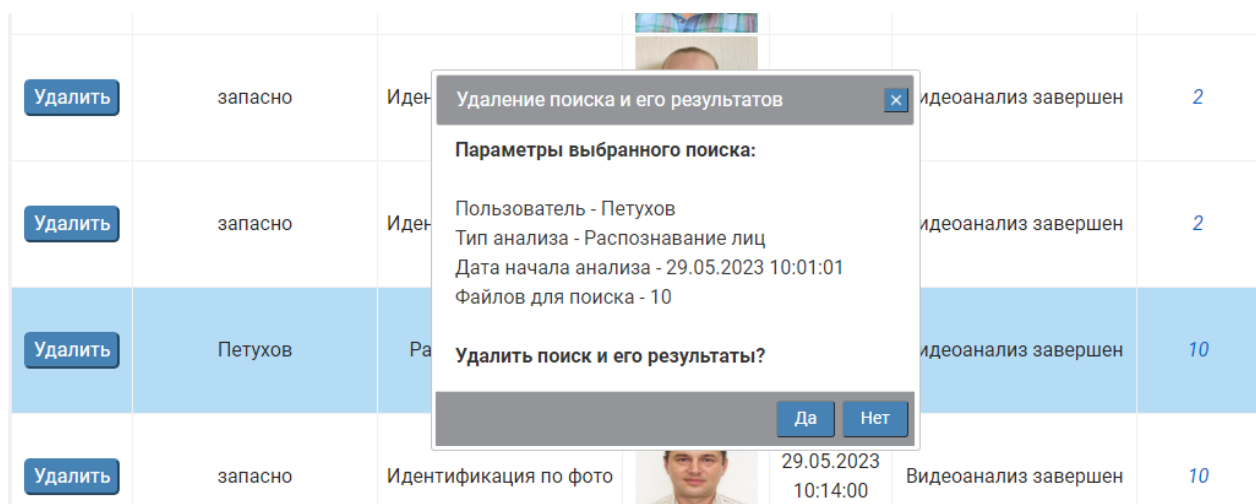 Удалить запасно Иден идеоанализ завершен 2
Удаление поиска и его результатов ×
Параметры выбранного поиска:
Пользователь - Петухов
Тип анализа - Распознавание лиц
Дата начала анализа - 29.05.2023 10:01:01
Файлов для поиска - 10
Удалить поиск и его результаты?
Да Нет
Удалить запасно Иден идеоанализ завершен 2
Удалить Петухов Ра идеоанализ завершен 10
Удалить запасно Идентификация по фото 29.05.2023 Видеоанализ завершен 10
10:14:00